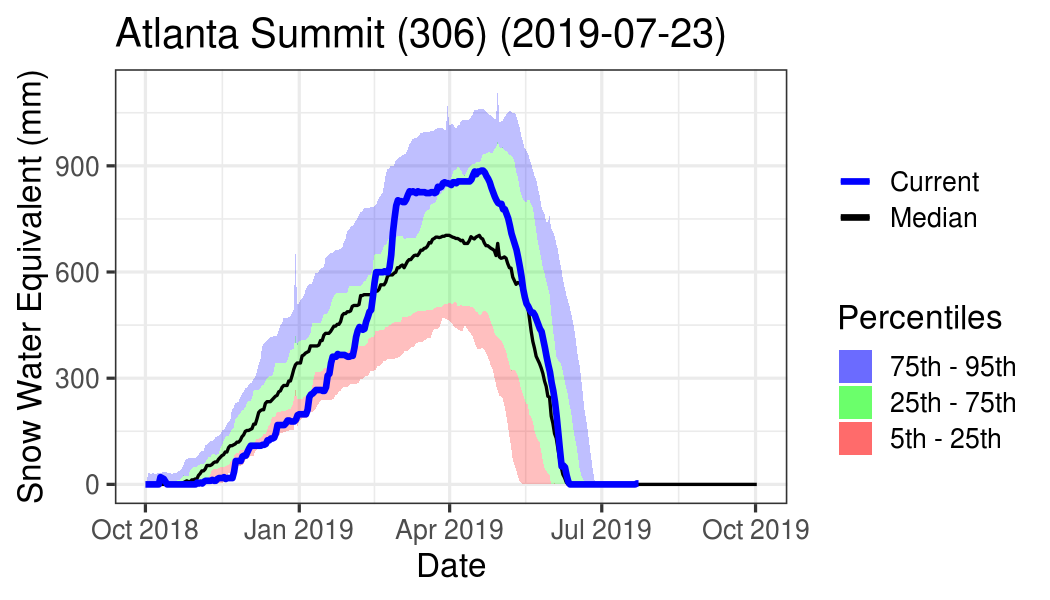 Atlanta Summit (306) (2019-07-23)
Snow Water Equivalent (mm)
900
600
300
0
Oct 2018
Jan 2019
Apr 2019
Jul 2019
Oct 2019
Date
Current
Median
Percentiles
75th - 95th
25th - 75th
5th - 25th